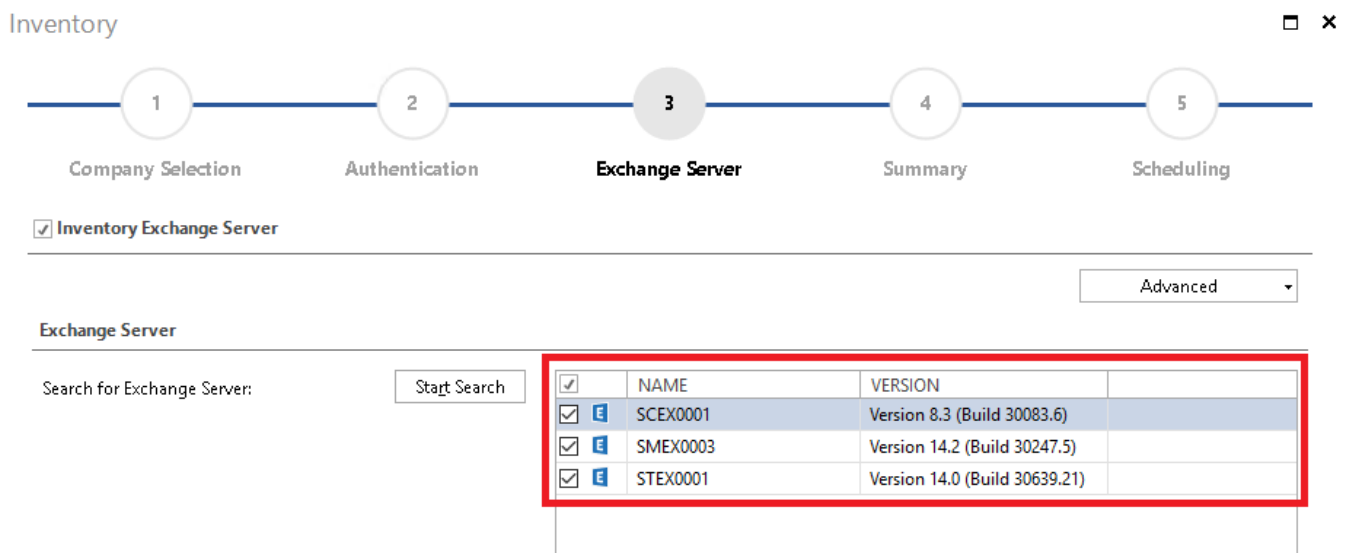 Inventory
1 2 3 4 5
Company Selection Authentication Exchange Server Summary Scheduling
Inventory Exchange Server
Advanced
Exchange Server
Search for Exchange Server: Start Search
NAME VERSION
E SCEX0001 Version 8.3 (Build 30083.6)
E SMEX0003 Version 14.2 (Build 30247.5)
E STEX0001 Version 14.0 (Build 30639.21)